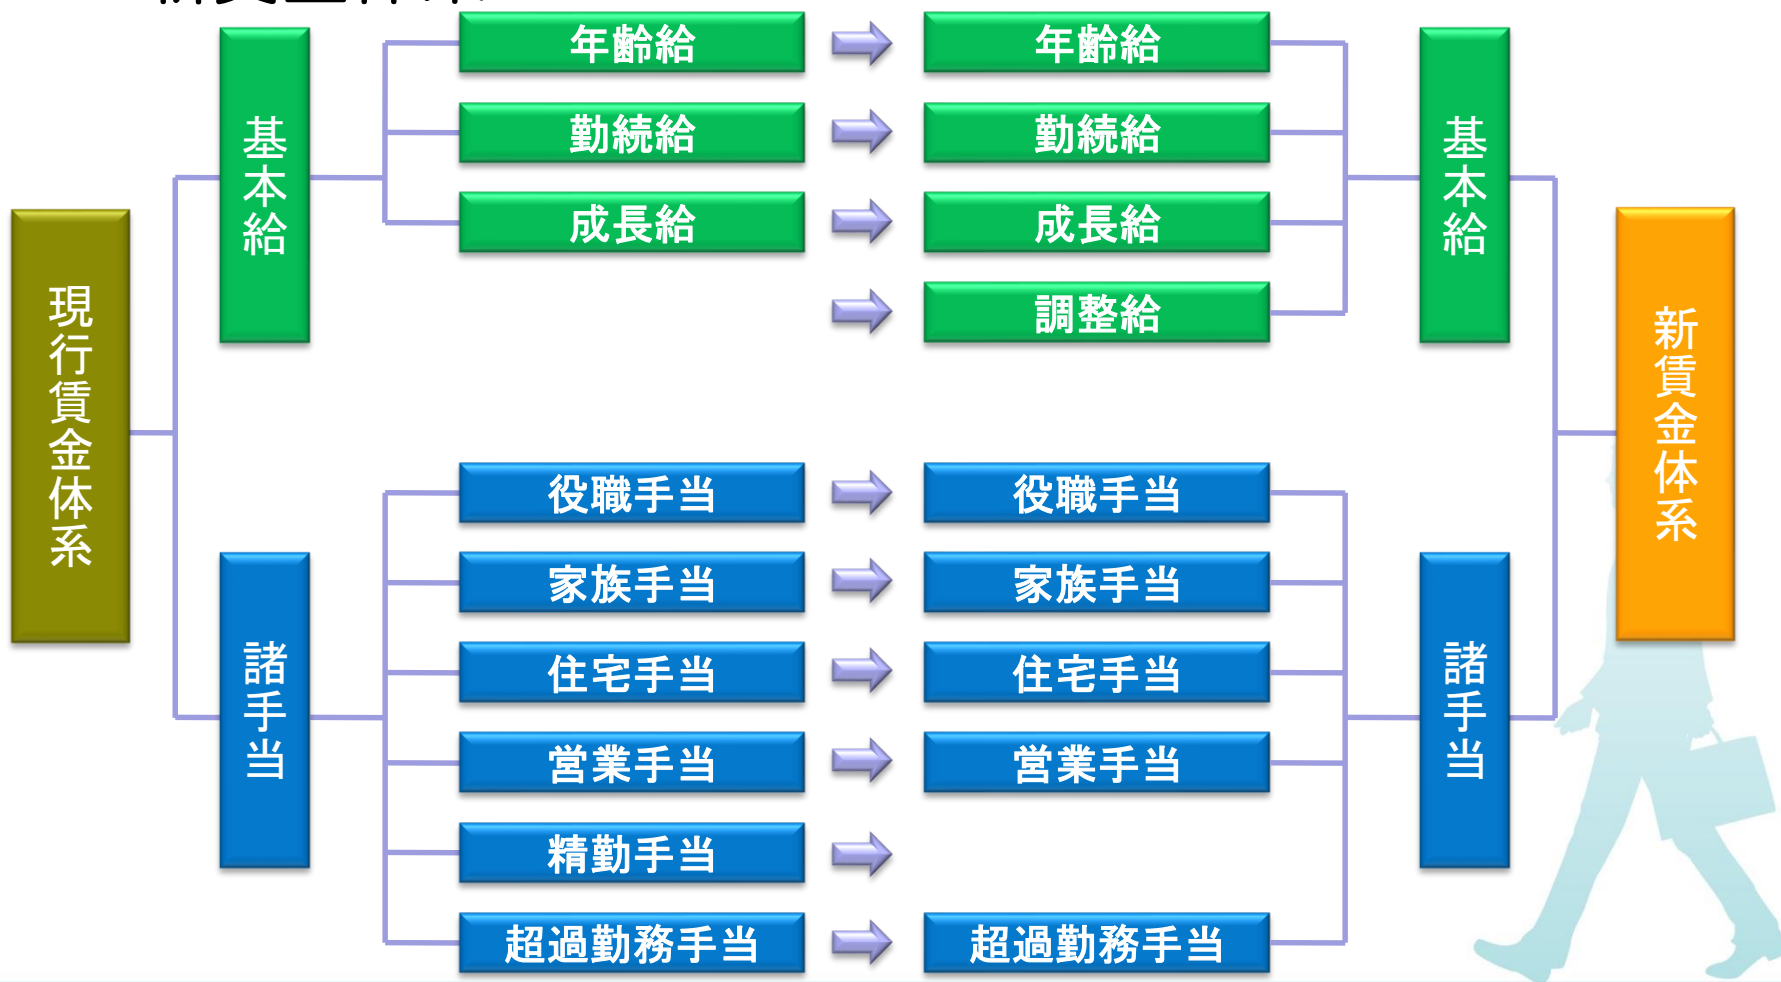 現行賃金体系
基本給
年齢給
年齢給
勤続給
勤続給
成長給
成長給
調整給
基本給
新賃金体系
諸手当
役職手当
役職手当
家族手当
家族手当
住宅手当
住宅手当
営業手当
営業手当
精勤手当
超過勤務手当
超過勤務手当
諸手当